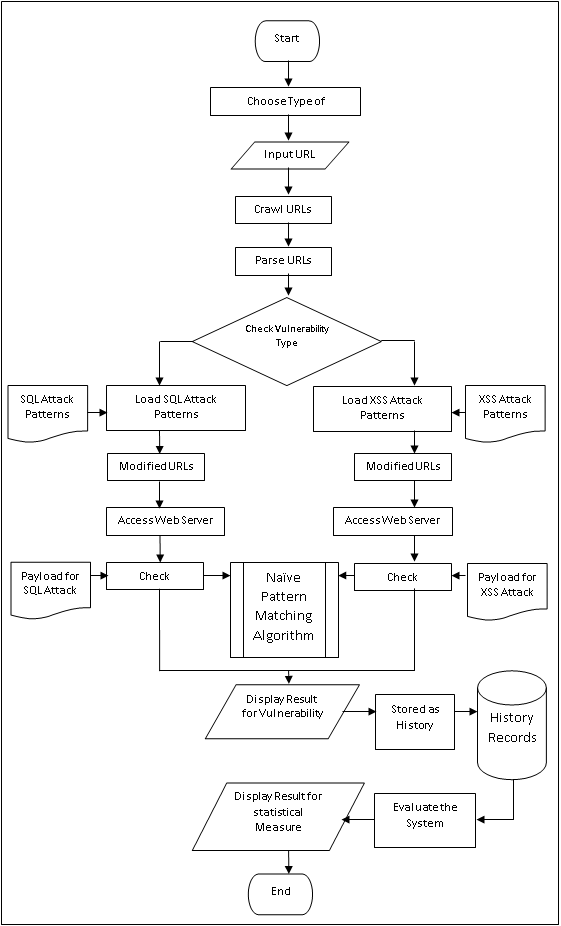 Start
Choose Type of
Input URL
Crawl URLs
Parse URLs
Check Vulnerability
Type
SQL Attack
Patterns
Load SQL Attack
Patterns
Load XSS Attack
Patterns
XSS Attack
Patterns
Modified URLs
Modified URLs
Access Web Server
Access Web Server
Payload for
SQL Attack
Check
Naïve
Pattern
Matching
Algorithm
Check
Payload for
XSS Attack
Display Result
for Vulnerability
Stored as
History
History
Records
Display Result for
statistical
Measure
Evaluate the
System
End